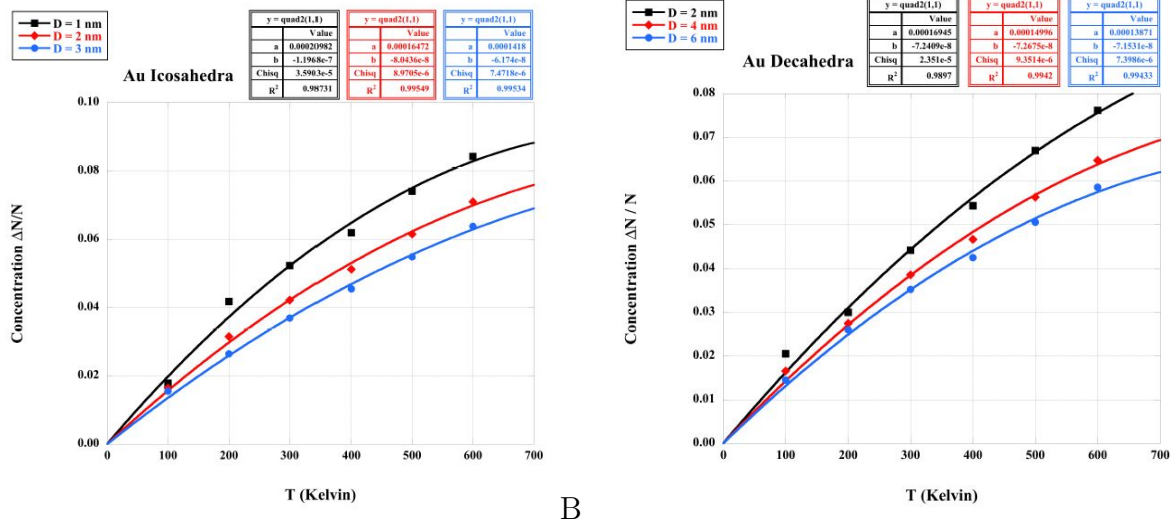 D = 1 nm
D = 2 nm
D = 3 nm
y = quad2(1,1)
Value
a 0.00020982
b -1.1968e-7
Chisq 3.5903e-5
R² 0.98731
y = quad2(1,1)
Value
a 0.00016472
b -8.0436e-8
Chisq 8.9705e-6
R² 0.99549
y = quad2(1,1)
Value
a 0.0001418
b -6.174e-8
Chisq 7.4718e-6
R² 0.99534
Au Icosahedra
Concentration ΔN/N
0.10
0.08
0.06
0.04
0.02
0.00
0 100 200 300 400 500 600 700
T (Kelvin)
B
D = 2 nm
D = 4 nm
D = 6 nm
y = quad2(1,1)
Value
a 0.00016945
b -7.2409e-8
Chisq 2.351e-5
R² 0.9897
y = quad2(1,1)
Value
a 0.00014996
b -7.2675e-8
Chisq 9.3514e-6
R² 0.9942
y = quad2(1,1)
Value
a 0.00013871
b -7.1531e-8
Chisq 7.3986e-6
R² 0.99433
Au Decahedra
Concentration ΔN / N
0.08
0.07
0.06
0.05
0.04
0.03
0.02
0.01
0.00
0 100 200 300 400 500 600 700
T (Kelvin)